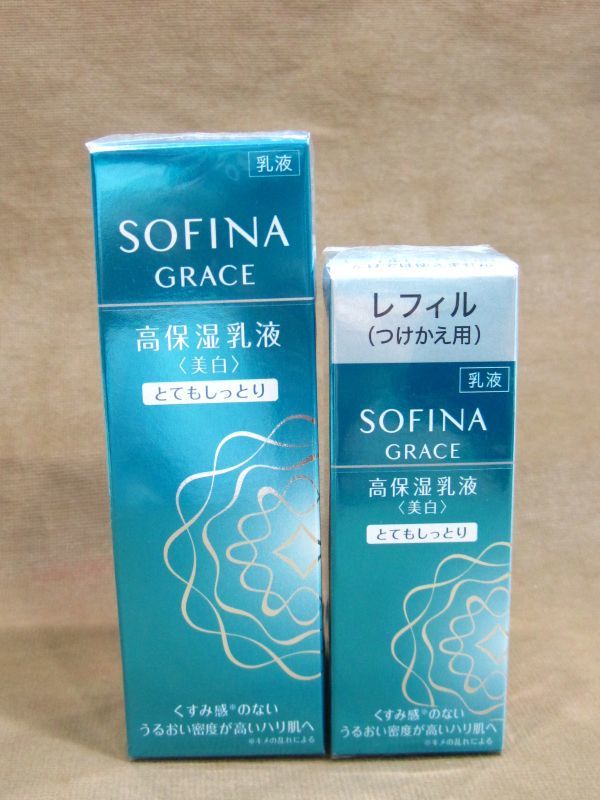 乳液
SOFINA
GRACE
高保湿乳液
〈美白〉
とてもしっとり
くすみ感※のない
うるおい密度が高いハリ肌へ
※キメの乱れによる
レフィル
(つけかえ用)
乳液
SOFINA
GRACE
高保湿乳液
〈美白〉
とてもしっとり
くすみ感※のない
うるおい密度が高いハリ肌へ
※キメの乱れによる